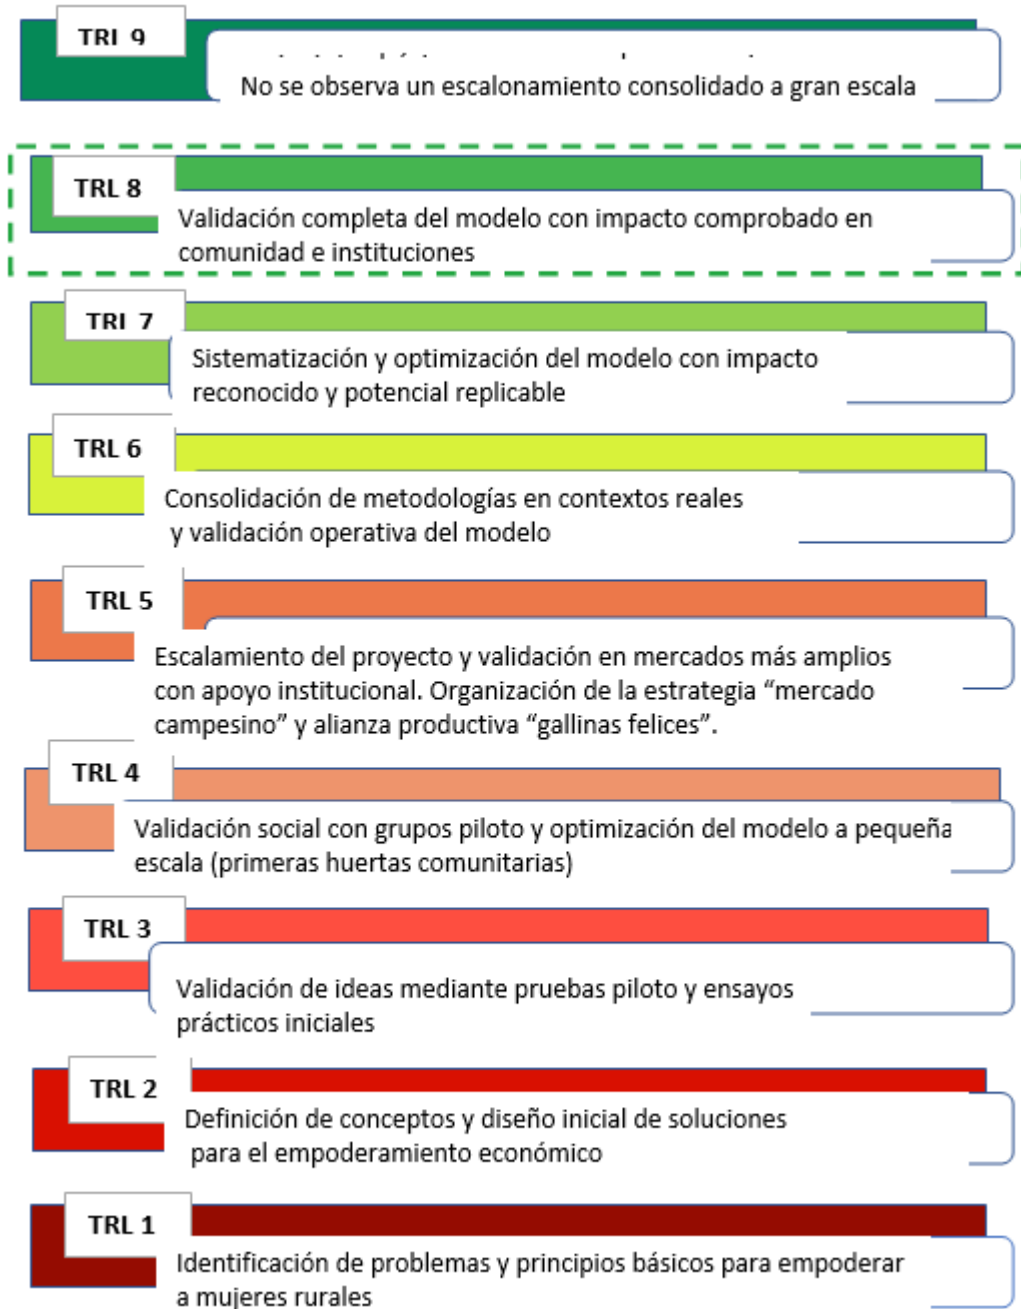 TRL 9
No se observa un escalonamiento consolidado a gran escala
TRL 8
Validación completa del modelo con impacto comprobado en
comunidad e instituciones
TRL 7
Sistematización y optimización del modelo con impacto
reconocido y potencial replicable
TRL 6
Consolidación de metodologías en contextos reales
y validación operativa del modelo
TRL 5
Escalamiento del proyecto y validación en mercados más amplios
con apoyo institucional. Organización de la estrategia “mercado
campesino” y alianza productiva “gallinas felices”.
TRL 4
Validación social con grupos piloto y optimización del modelo a pequeña
escala (primeras huertas comunitarias)
TRL 3
Validación de ideas mediante pruebas piloto y ensayos
prácticos iniciales
TRL 2
Definición de conceptos y diseño inicial de soluciones
para el empoderamiento económico
TRL 1
Identificación de problemas y principios básicos para empoderar
a mujeres rurales